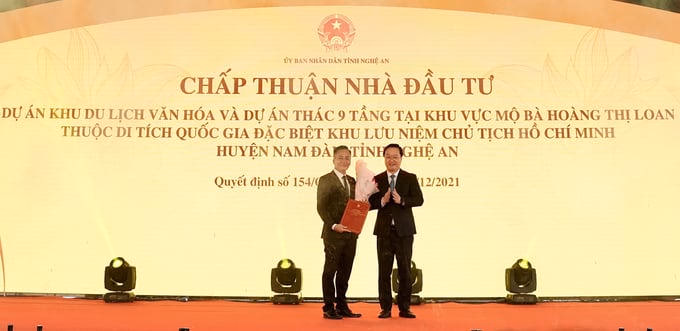 ỦY BAN NHÂN DÂN TỈNH NGHỆ AN
CHẤP THUẬN NHÀ ĐẦU TƯ
DỰ ÁN KHU DU LỊCH VĂN HÓA VÀ DỰ ÁN THÁC 9 TẦNG TẠI KHU VỰC MỘ BÀ HOÀNG THỊ LOAN
THUỘC DI TÍCH QUỐC GIA ĐẶC BIỆT KHU LƯU NIỆM CHỦ TỊCH HỒ CHÍ MINH
HUYỆN NAM ĐÀN, TỈNH NGHỆ AN
Quyết định số 154/ 12/2021